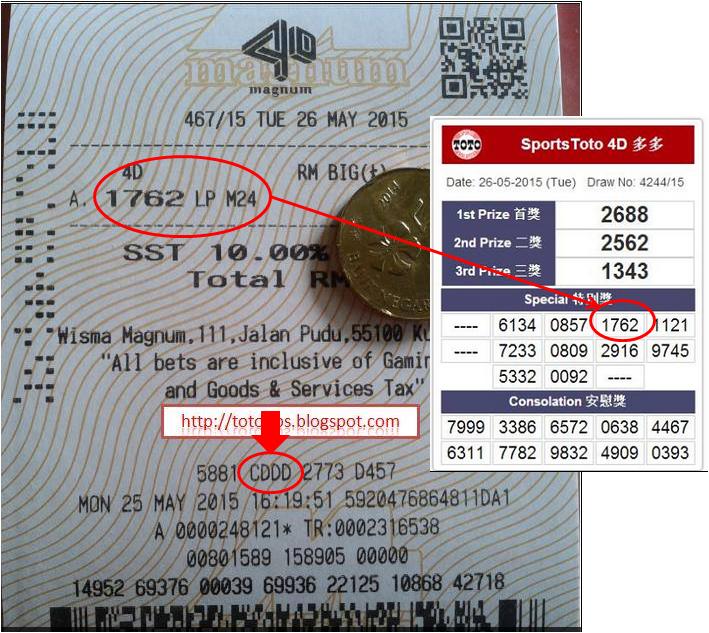 magnum
magnum
467/15 TUE 26 MAY 2015
4D RM BIG(
A. 1762 LP M24
SST 10.00%
Total RM
Wisma Magnum,111,Jalan Pudu,55100
"All bets are inclusive of
and Goods & Services Tax"
5881 CDDD 2773 D457
MON 25 MAY 2015 16:19:51 5920476864811DA1
A 0000248121* TR:0002316538
00801589 158905 00000
14952 69376 00039 69936 22125 10868 42718
TOTO SportsToto 4D 多多
Date: 26-05-2015 (Tue) Draw No: 4244/15
1st Prize 首獎 2688
2nd Prize 二獎 2562
3rd Prize 三獎 1343
Special 特別獎
---- 6134 0857 1762 1121
---- 7233 0809 2916 9745
5332 0092 ----
Consolation 安慰獎
7999 3386 6572 0638 4467
6311 7782 9832 4909 0393